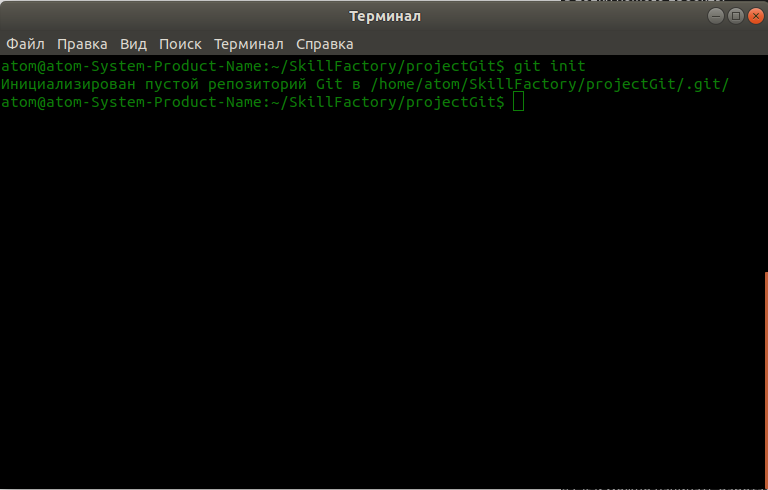 Терминал
Файл Правка Вид Поиск Терминал Справка
atom@atom-System-Product-Name:~/SkillFactory/projectGit$ git init
Инициализирован пустой репозиторий Git в /home/atom/SkillFactory/projectGit/.git/
atom@atom-System-Product-Name:~/SkillFactory/projectGit$